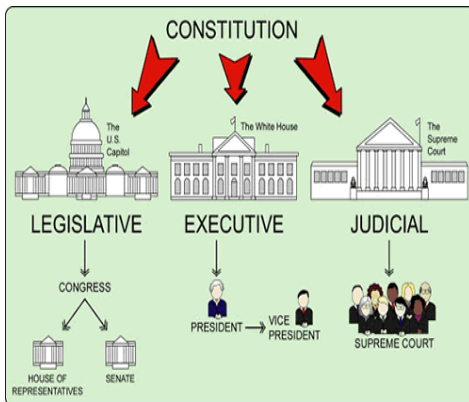 CONSTITUTION
The
U.S.
Capitol
The White House
The
Supreme
Court
LEGISLATIVE
EXECUTIVE
JUDICIAL
CONGRESS
PRESIDENT
VICE
PRESIDENT
SUPREME COURT
HOUSE OF
REPRESENTATIVES
SENATE